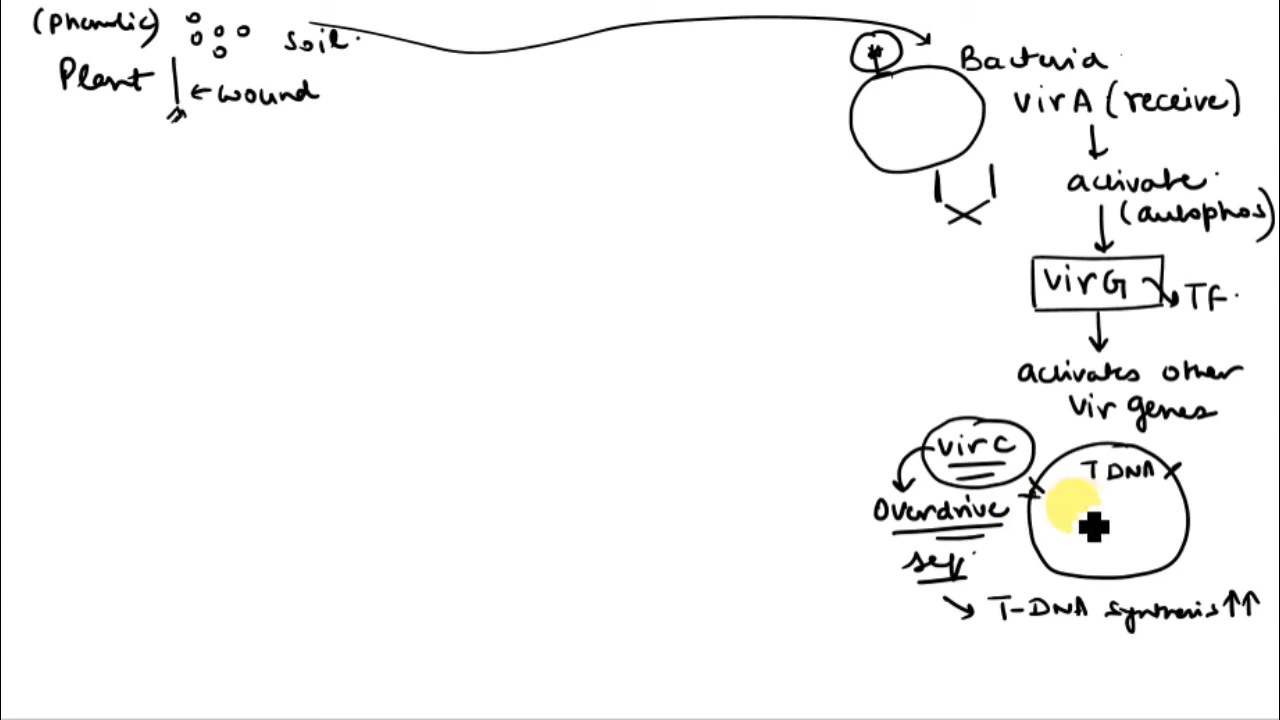 (Phenolic)
Soil.
Plant
← wound
Bacteria
VirA (receive)
activate
(autophos)
VirG
TF.
activates other
Vir genes
VirC
T DNA
Overdrive
seq.
T-DNA synthesis ↑↑